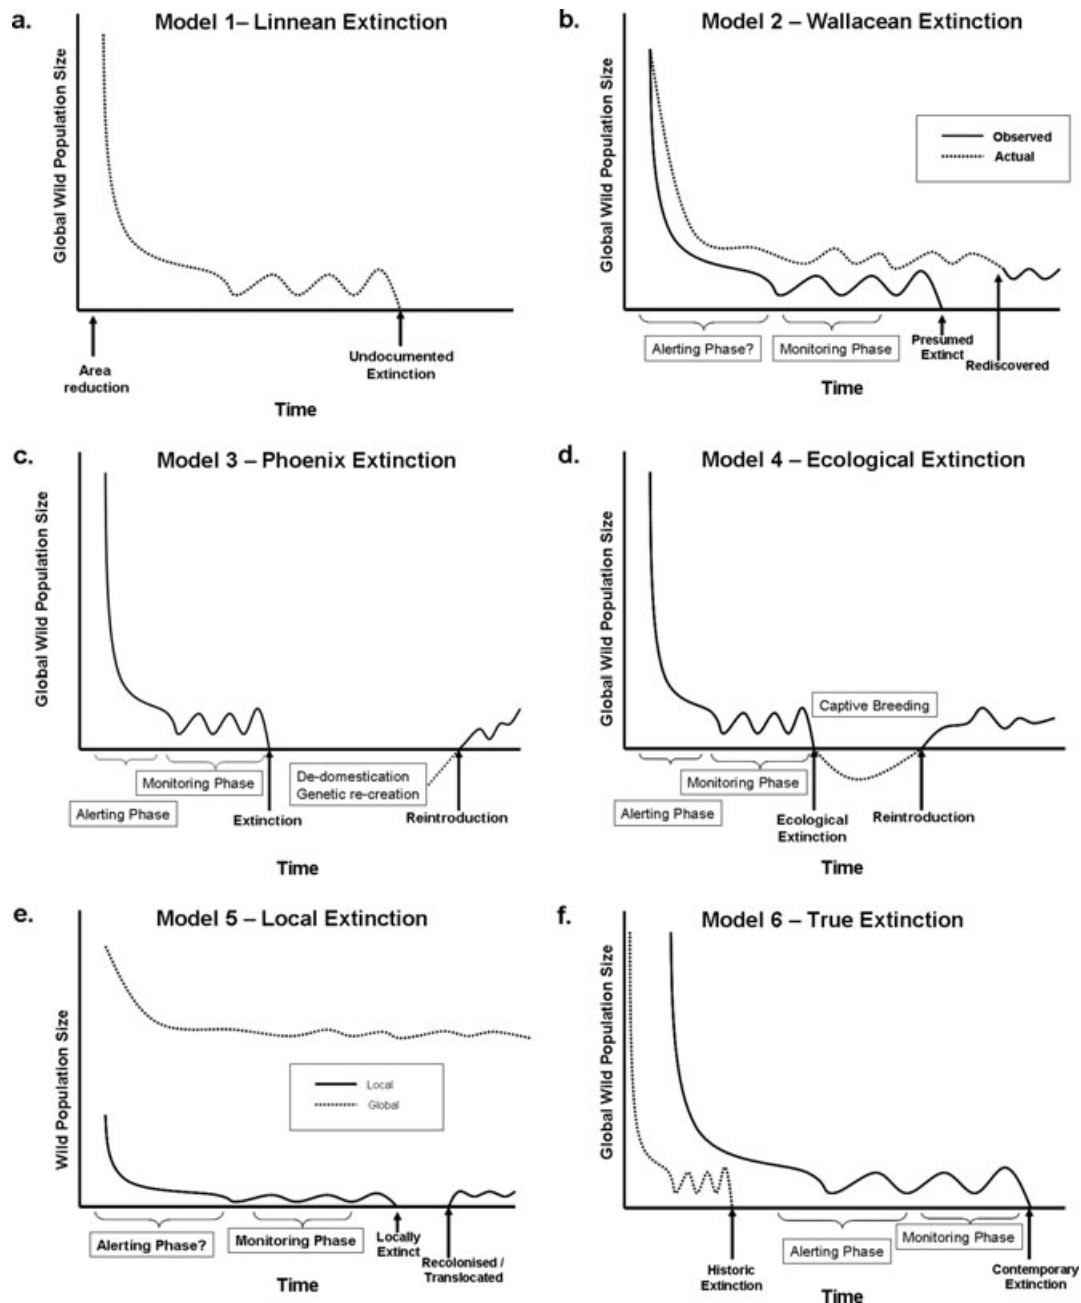 a.
Model 1– Linnean Extinction
Global Wild Population Size
Area
reduction
Undocumented
Extinction
Time
b.
Model 2 – Wallacean Extinction
Global Wild Population Size
Observed
Actual
Alerting Phase?
Monitoring Phase
Presumed
Extinct
Rediscovered
Time
c.
Model 3 – Phoenix Extinction
Global Wild Population Size
Monitoring Phase
Alerting Phase
De-domestication
Genetic re-creation
Extinction
Reintroduction
Time
d.
Model 4 – Ecological Extinction
Global Wild Population Size
Captive Breeding
Monitoring Phase
Alerting Phase
Ecological
Extinction
Reintroduction
Time
e.
Model 5 – Local Extinction
Wild Population Size
Local
Global
Alerting Phase?
Monitoring Phase
Locally
Extinct
Recolonised /
Translocated
Time
f.
Model 6 – True Extinction
Global Wild Population Size
Historic
Extinction
Alerting Phase
Monitoring Phase
Contemporary
Extinction
Time